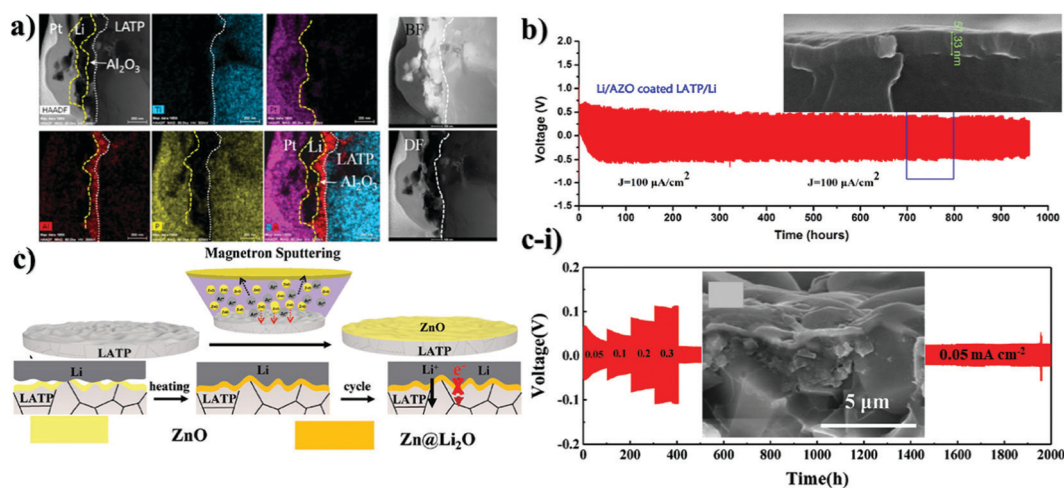 a)
Pt
Li
LATP
Al₂O₃
HAADF
Ti
Pt
BF
Al
P
Pt
Li
LATP
Al₂O₃
DF
b)
Li/AZO coated LATP/Li
52.33 nm
Voltage (V)
2.0
1.5
1.0
0.5
0.0
-0.5
-1.0
-1.5
J=100 µA/cm²
J=100 µA/cm²
0 100 200 300 400 500 600 700 800 900 1000
Time (hours)
c)
Magnetron Sputtering
LATP
ZnO
LATP
Li
LATP
heating
Li
LATP
cycle
Li⁺
e⁻
Li
LATP
ZnO
Zn@Li₂O
c-i)
Voltage(V)
0.2
0.1
0.0
-0.1
-0.2
0.05 0.1 0.2 0.3
5 µm
0.05 mA cm⁻²
0 200 400 600 800 1000 1200 1400 1600 1800 2000
Time(h)